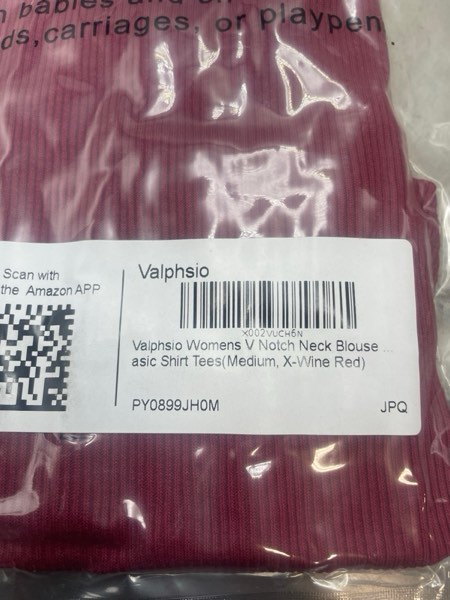 babies and
ds,carriages, or playpen
Scan with
the Amazon APP
Valphsio
X002VUCH6N
Valphsio Womens V Notch Neck Blouse ...
asic Shirt Tees(Medium, X-Wine Red)
PY0899JH0M
JPQ